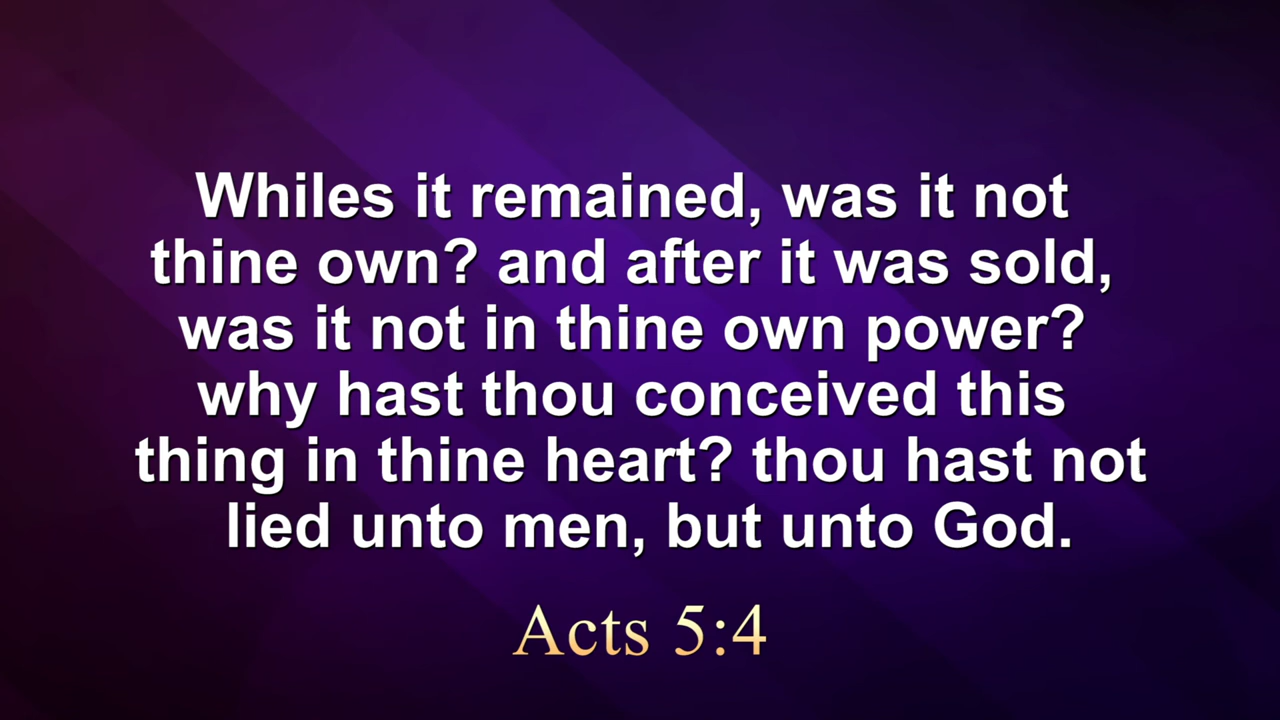 Whiles it remained, was it not
thine own? and after it was sold,
was it not in thine own power?
why hast thou conceived this
thing in thine heart? thou hast not
lied unto men, but unto God.
Acts 5:4